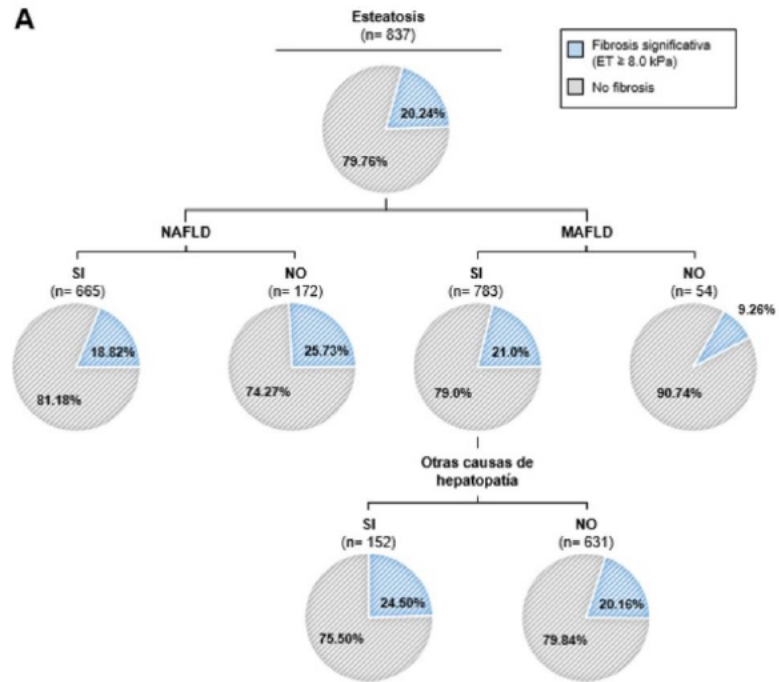 A
Esteatosis
(n= 837)
Fibrosis significativa
(ET ≥ 8.0 kPa)
No fibrosis
20.24%
79.76%
NAFLD
MAFLD
SI
(n= 665)
NO
(n= 172)
SI
(n= 783)
NO
(n= 54)
18.82%
81.18%
25.73%
74.27%
21.0%
79.0%
9.26%
90.74%
Otras causas de
hepatopatía
SI
(n= 152)
NO
(n= 631)
24.50%
75.50%
20.16%
79.84%